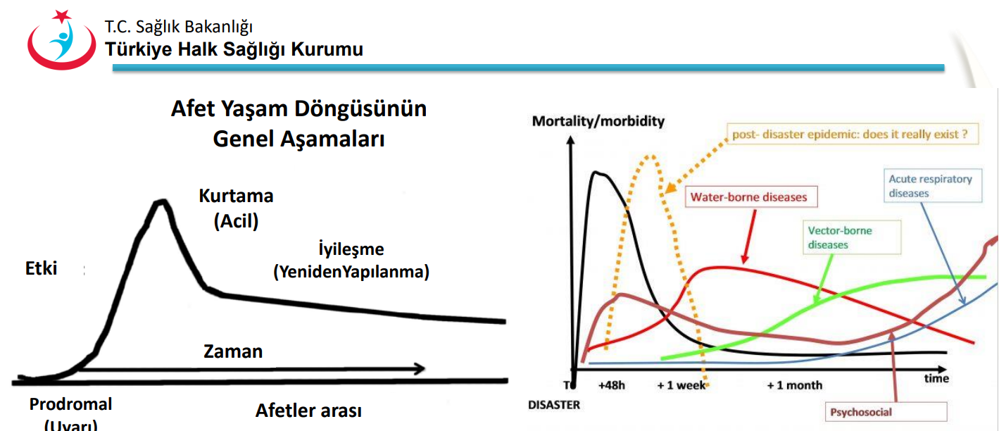 T.C. Sağlık Bakanlığı
Türkiye Halk Sağlığı Kurumu
Afet Yaşam Döngüsünün
Genel Aşamaları
Kurtama
(Acil)
İyileşme
(YenidenYapılanma)
Etki :
Zaman
Prodromal
(Uyarı)
Afetler arası
Mortality/morbidity
post- disaster epidemic: does it really exist ?
Acute respiratory
diseases
Water-borne diseases
Vector-borne
diseases
+48h
+ 1 week
+ 1 month
time
DISASTER
Psychosocial